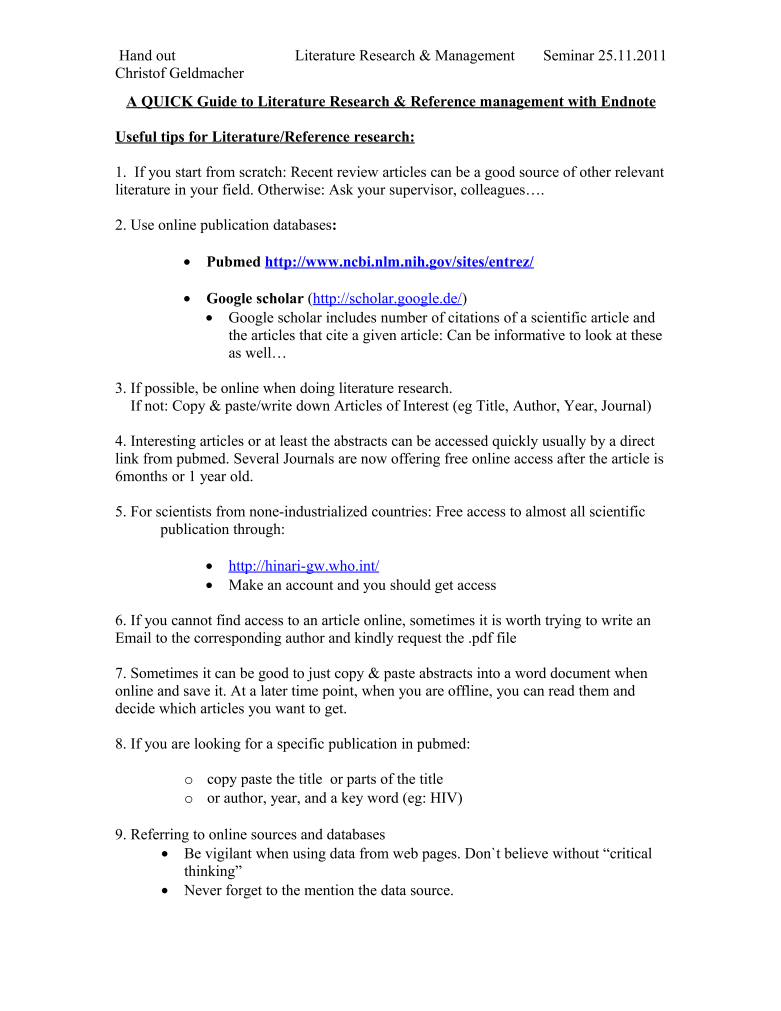 Hand out Literature Research & Management Seminar 25.11.2011
Christof Geldmacher
A QUICK Guide to Literature Research & Reference management with Endnote
Useful tips for Literature/Reference research:
1. If you start from scratch: Recent review articles can be a good source of other relevant
literature in your field. Otherwise: Ask your supervisor, colleagues….
2. Use online publication databases:
• Pubmed http://www.ncbi.nlm.nih.gov/sites/entrez/
• Google scholar (http://scholar.google.de/)
• Google scholar includes number of citations of a scientific article and
the articles that cite a given article: Can be informative to look at these
as well…
3. If possible, be online when doing literature research.
If not: Copy & paste/write down Articles of Interest (eg Title, Author, Year, Journal)
4. Interesting articles or at least the abstracts can be accessed quickly usually by a direct
link from pubmed. Several Journals are now offering free online access after the article is
6months or 1 year old.
5. For scientists from none-industrialized countries: Free access to almost all scientific
publication through:
• http://hinari-gw.who.int/
• Make an account and you should get access
6. If you cannot find access to an article online, sometimes it is worth trying to write an
Email to the corresponding author and kindly request the .pdf file
7. Sometimes it can be good to just copy & paste abstracts into a word document when
online and save it. At a later time point, when you are offline, you can read them and
decide which articles you want to get.
8. If you are looking for a specific publication in pubmed:
o copy paste the title or parts of the title
o or author, year, and a key word (eg: HIV)
9. Referring to online sources and databases
• Be vigilant when using data from web pages. Don`t believe without “critical
thinking”
• Never forget to the mention the data source.